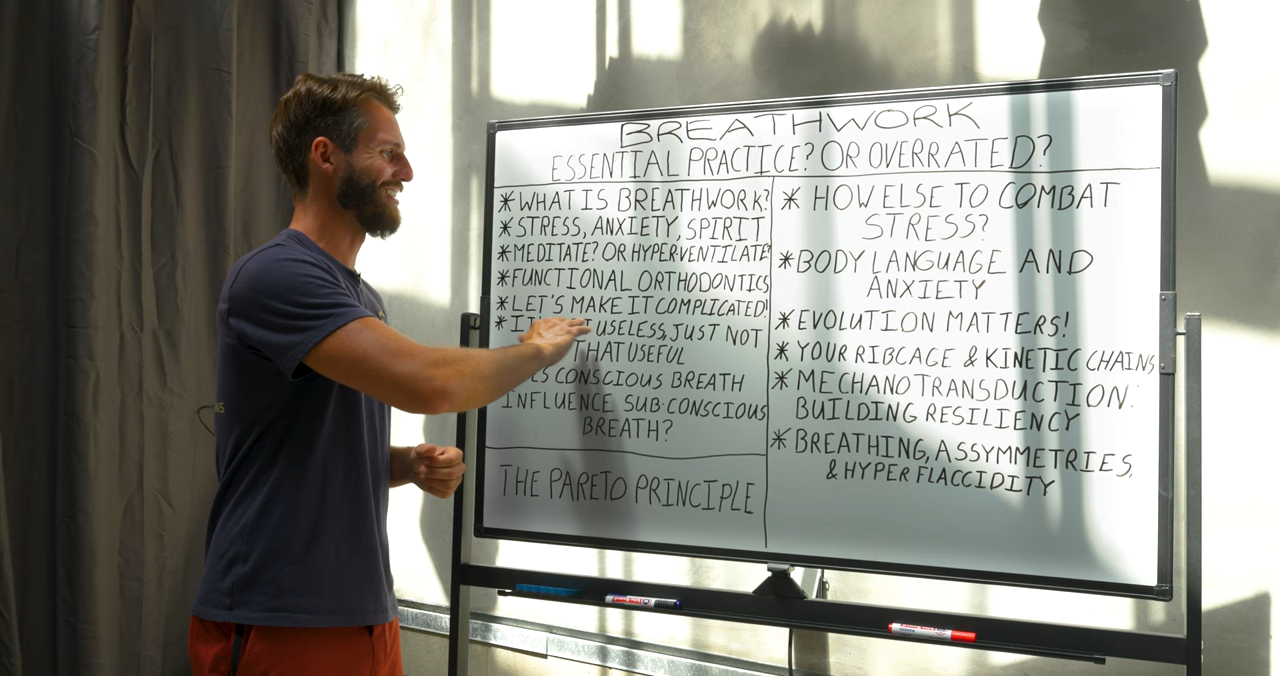 BREATHWORK
ESSENTIAL PRACTICE? OR OVERRATED?
* WHAT IS BREATHWORK?
* STRESS, ANXIETY, SPIRIT
* MEDITATE? OR HYPERVENTILATE?
* FUNCTIONAL ORTHODONTICS
* LET'S MAKE IT COMPLICATED!
* USELESS, JUST NOT
THAT USEFUL
CONSCIOUS BREATH
INFLUENCE SUB-CONSCIOUS
BREATH?
THE PARETO PRINCIPLE
* HOW ELSE TO COMBAT
STRESS?
* BODY LANGUAGE AND
ANXIETY
* EVOLUTION MATTERS!
* YOUR RIBCAGE & KINETIC CHAINS
* MECHANOTRANSDUCTION:
BUILDING RESILIENCY
* BREATHING, ASSYMMETRIES,
& HYPER FLACCIDITY